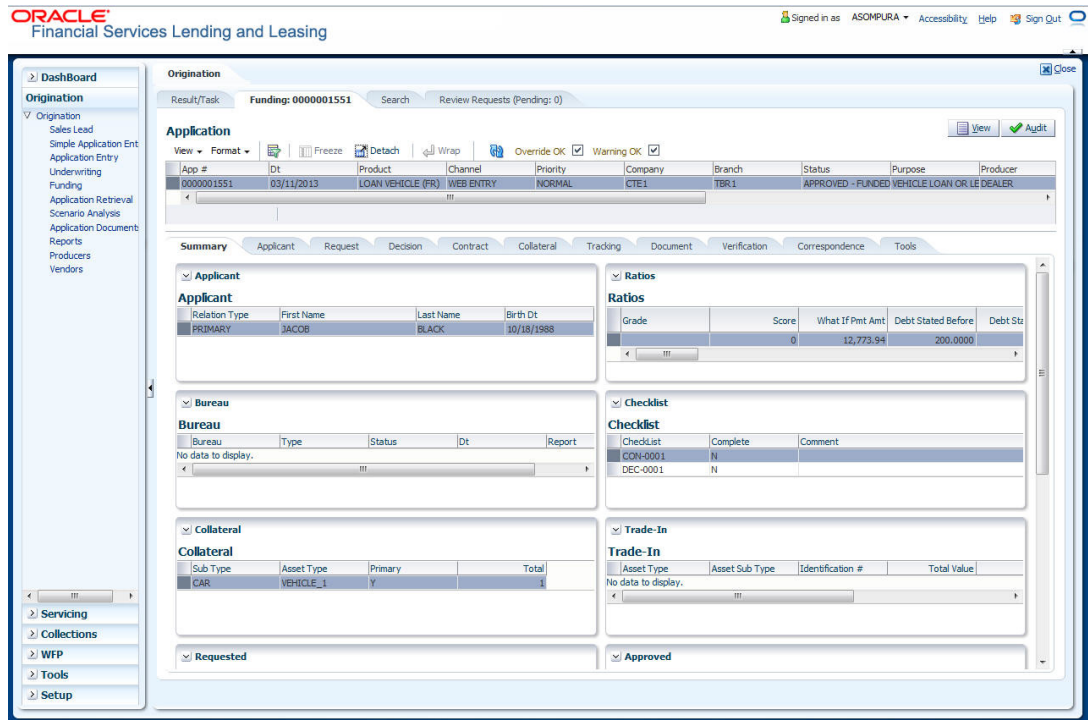 ORACLE®
Financial Services Lending and Leasing
Signed in as ASOMPURA Accessibility Help Sign Out
Close
DashBoard
Origination
Origination
Sales Lead
Simple Application Ent
Application Entry
Underwriting
Funding
Application Retrieval
Scenario Analysis
Application Documents
Reports
Producers
Vendors
Servicing
Collections
WFP
Tools
Setup
Origination
Result/Task Funding: 0000001551 Search Review Requests (Pending: 0)
Application
View Audit
View Format Freeze Detach Wrap Override OK Warning OK
App # Dt Product Channel Priority Company Branch Status Purpose Producer
0000001551 03/11/2013 LOAN VEHICLE (FR) WEB ENTRY NORMAL CTE1 TBR1 APPROVED - FUNDED VEHICLE LOAN OR LE DEALER
Summary Applicant Request Decision Contract Collateral Tracking Document Verification Correspondence Tools
Applicant
Applicant
Relation Type First Name Last Name Birth Dt
PRIMARY JACOB BLACK 10/18/1988
Ratios
Ratios
Grade Score What If Pmt Amt Debt Stated Before Debt Sta
0 12,773.94 200.0000
Bureau
Bureau
Bureau Type Status Dt Report
No data to display.
Checklist
Checklist
CheckList Complete Comment
CON-0001 N
DEC-0001 N
Collateral
Collateral
Sub Type Asset Type Primary Total
CAR VEHICLE_1 Y 1
Trade-In
Trade-In
Asset Type Asset Sub Type Identification # Total Value
No data to display.
Requested
Approved